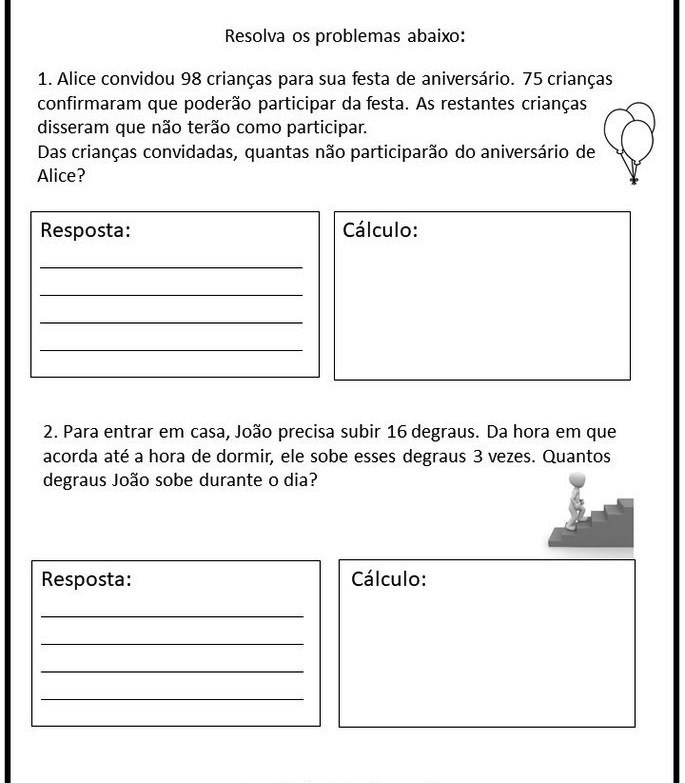 Resolva os problemas abaixo:
1. Alice convidou 98 crianças para sua festa de aniversário. 75 crianças
confirmaram que poderão participar da festa. As restantes crianças
disseram que não terão como participar.
Das crianças convidadas, quantas não participarão do aniversário de
Alice?
Resposta:
Cálculo:
2. Para entrar em casa, João precisa subir 16 degraus. Da hora em que
acorda até a hora de dormir, ele sobe esses degraus 3 vezes. Quantos
degraus João sobe durante o dia?
Resposta:
Cálculo: